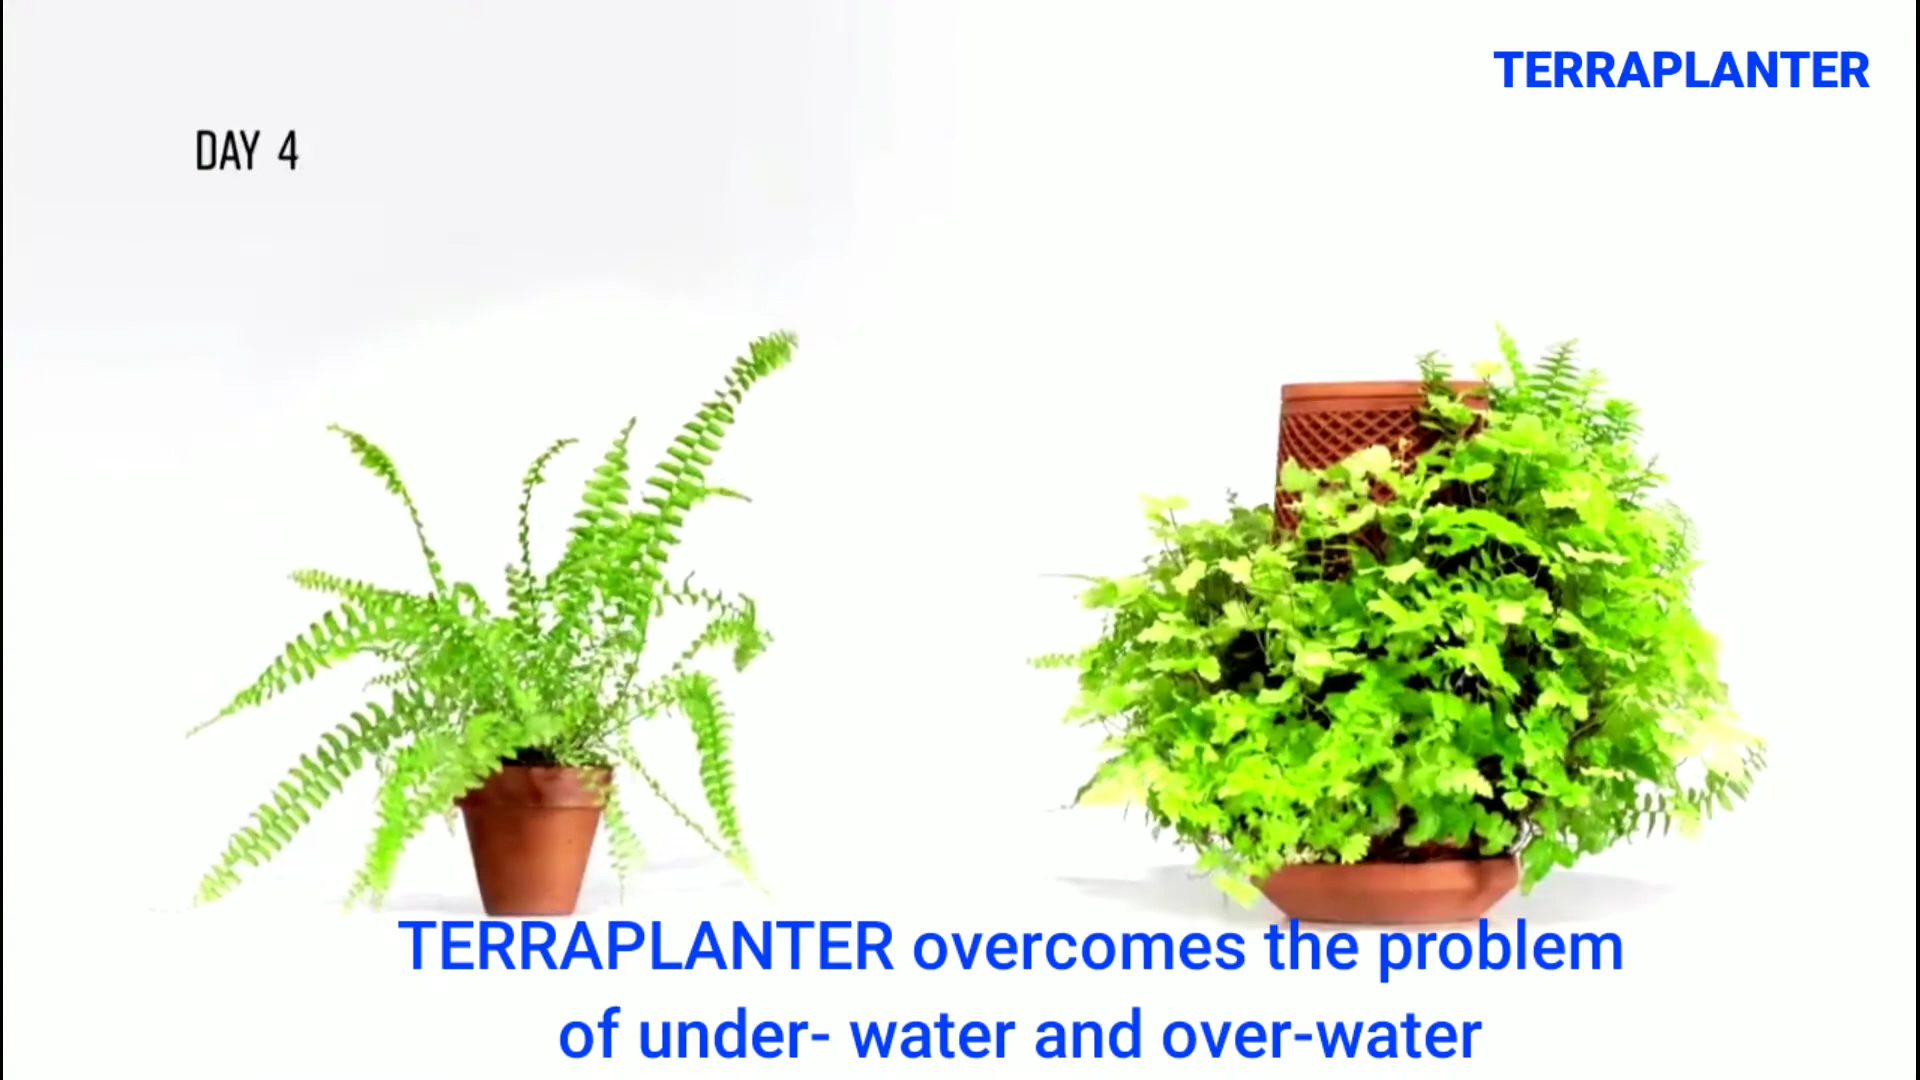 TERRAPLANTER
DAY 4
TERRAPLANTER overcomes the problem
of under- water and over-water